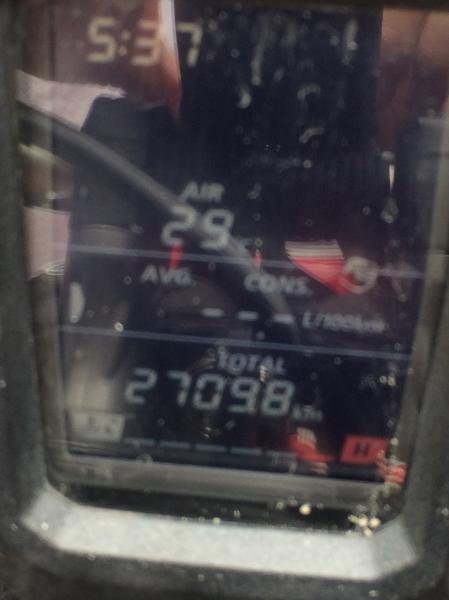 5:37
AIR
29°C
AVG. CONS.
- - - L/100km
TOTAL
27098 km
H